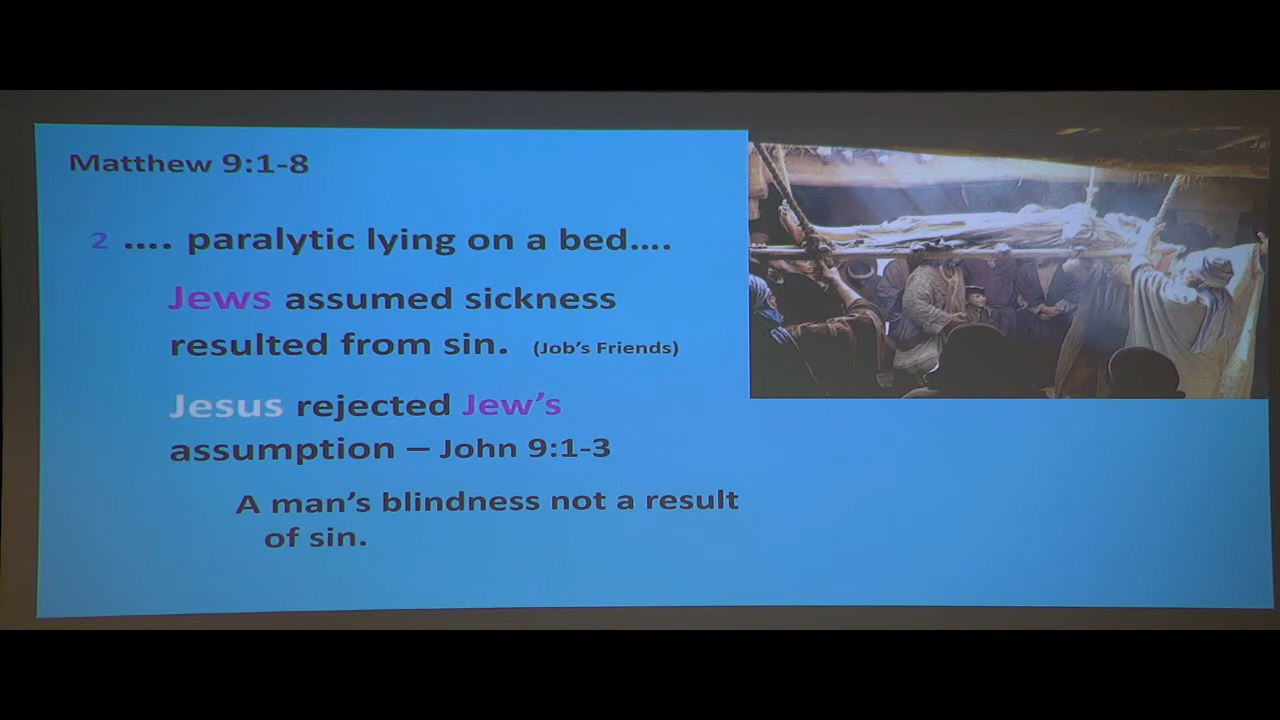 Matthew 9:1-8
2 .... paralytic lying on a bed....
Jews assumed sickness
resulted from sin. (Job's Friends)
Jesus rejected Jew's
assumption – John 9:1-3
A man's blindness not a result
of sin.